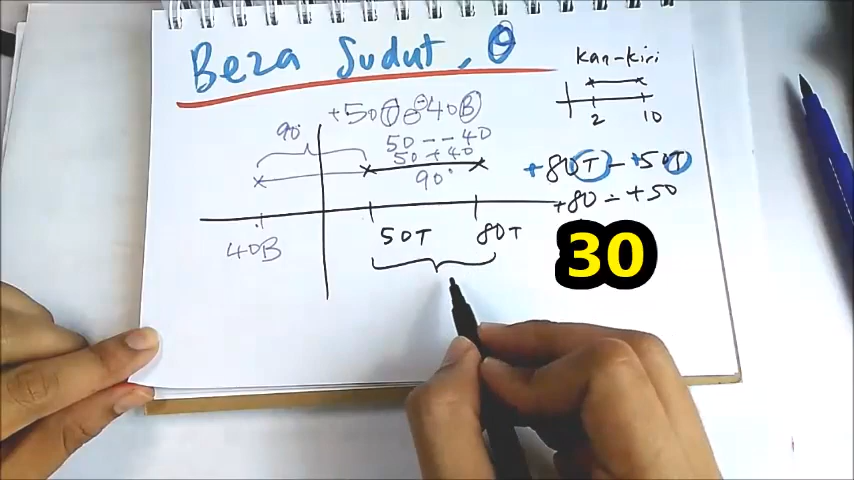 Beza Sudut, θ
kan-kiri
2 10
+50T - 40B
50 - - 40
50 + 40
90°
90°
+80T - +50T
+80 - +50
30
40B 50T 80T